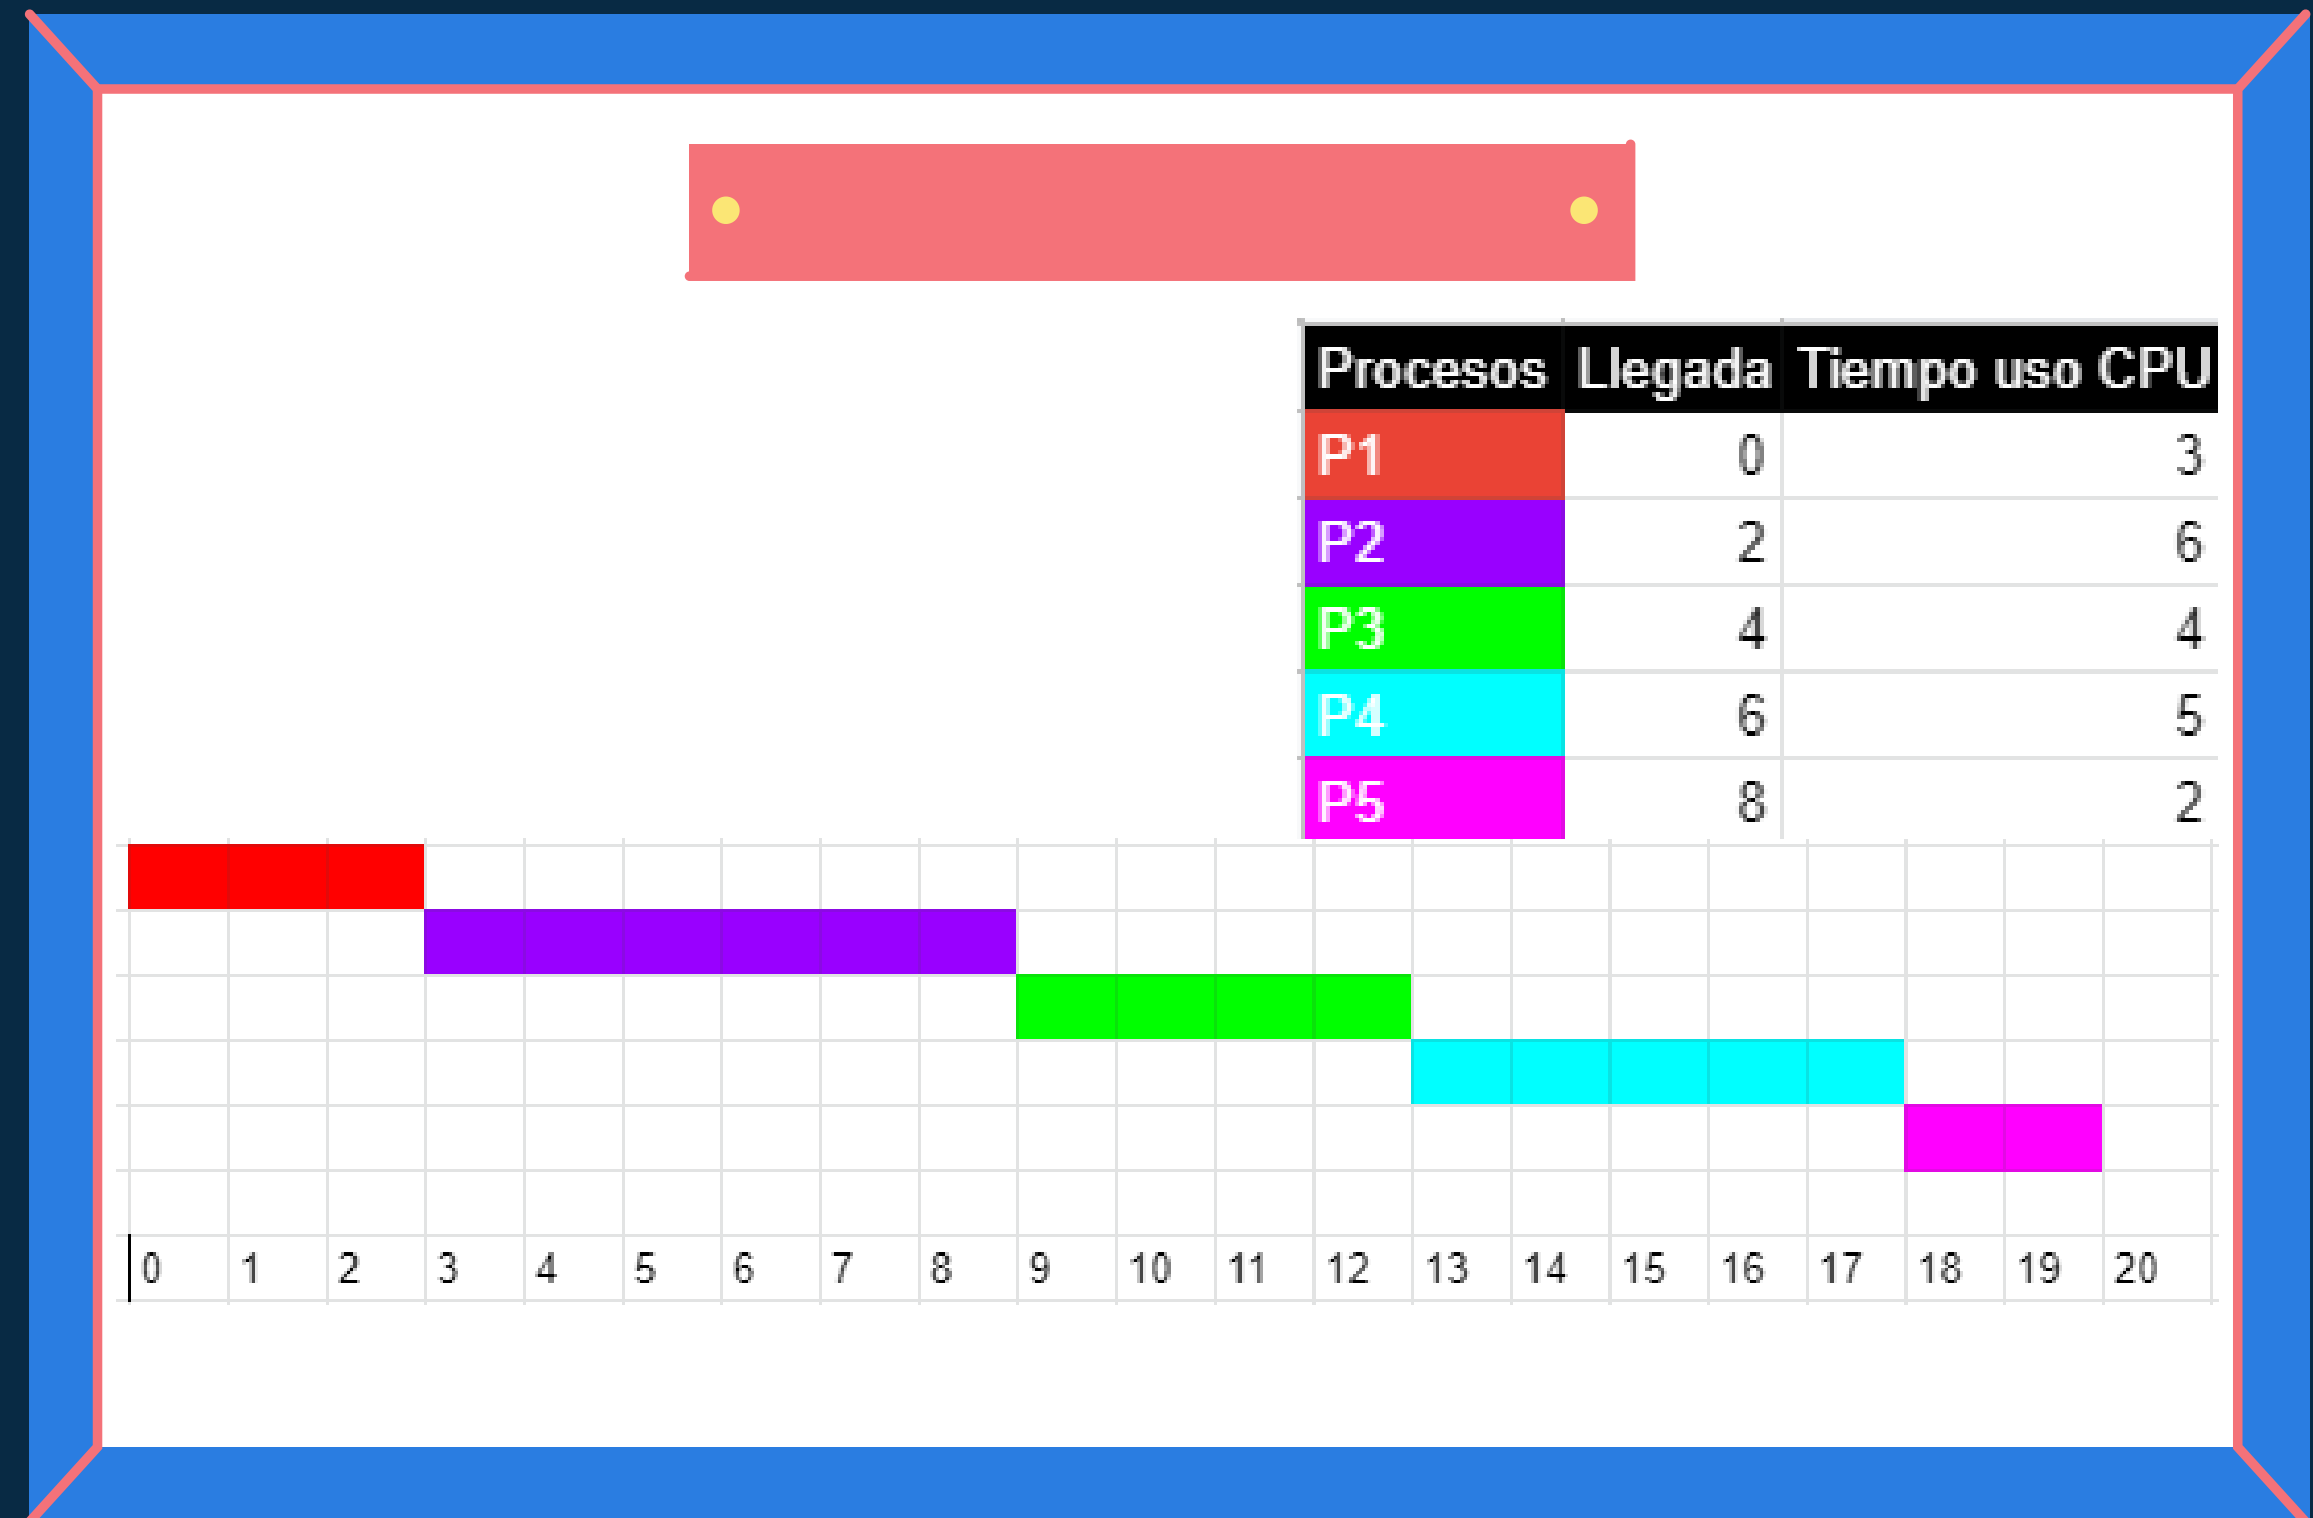 Procesos Llegada Tiempo uso CPU
P1 0 3
P2 2 6
P3 4 4
P4 6 5
P5 8 2
0 1 2 3 4 5 6 7 8 9 10 11 12 13 14 15 16 17 18 19 20